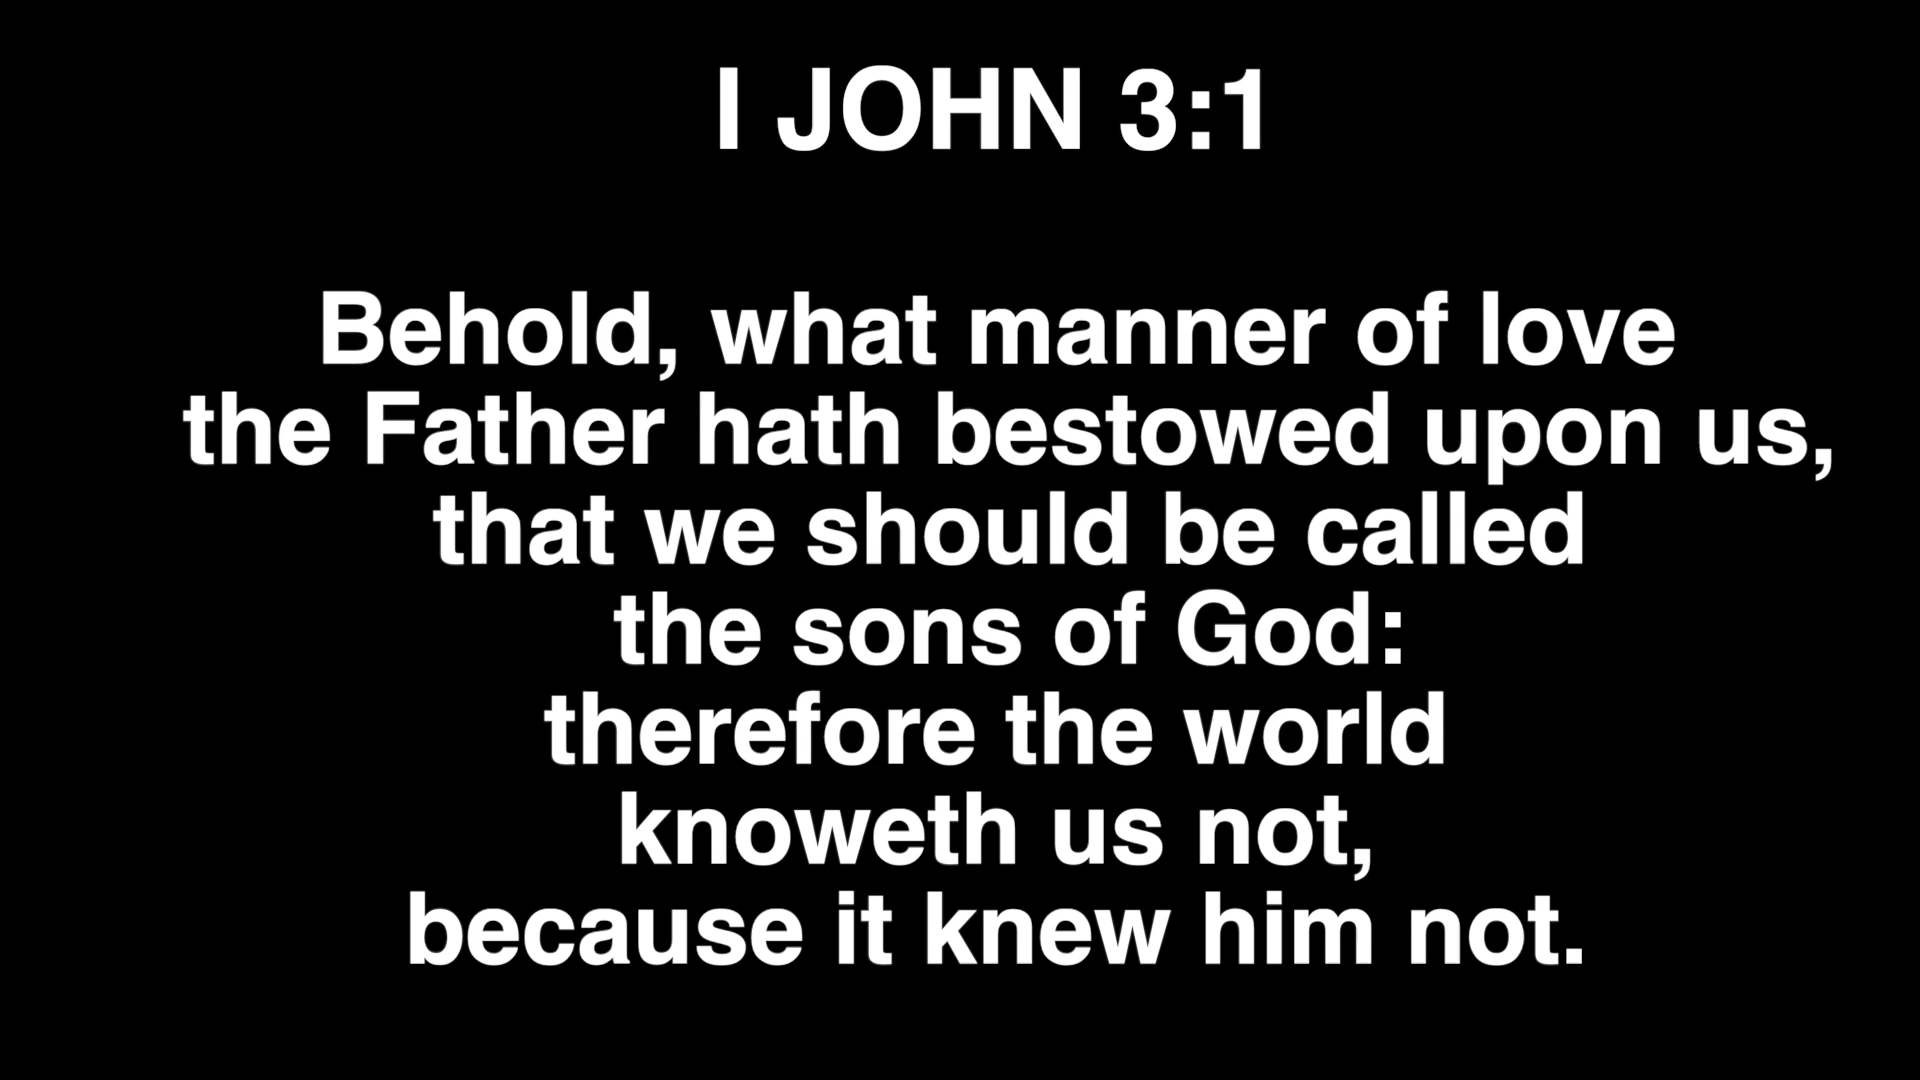 I JOHN 3:1
Behold, what manner of love
the Father hath bestowed upon us,
that we should be called
the sons of God:
therefore the world
knoweth us not,
because it knew him not.